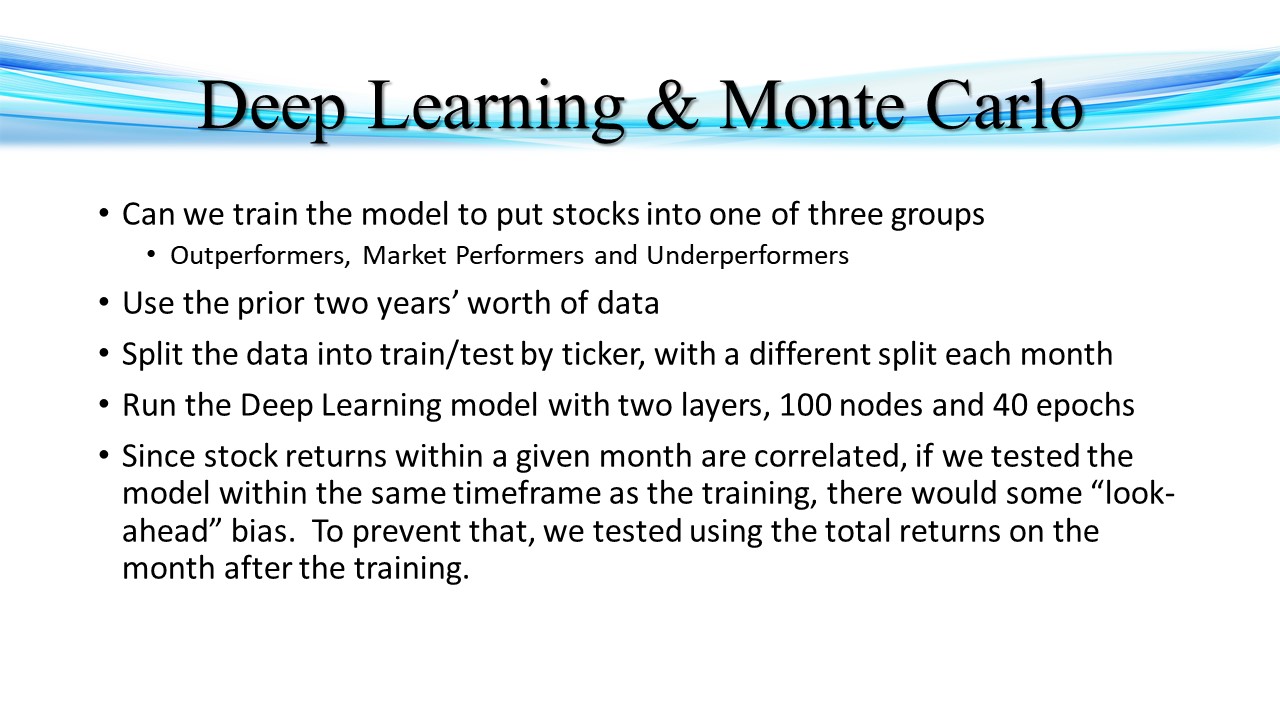 Deep Learning & Monte Carlo
• Can we train the model to put stocks into one of three groups
• Outperformers, Market Performers and Underperformers
• Use the prior two years’ worth of data
• Split the data into train/test by ticker, with a different split each month
• Run the Deep Learning model with two layers, 100 nodes and 40 epochs
• Since stock returns within a given month are correlated, if we tested the
model within the same timeframe as the training, there would some “look-
ahead” bias.  To prevent that, we tested using the total returns on the
month after the training.